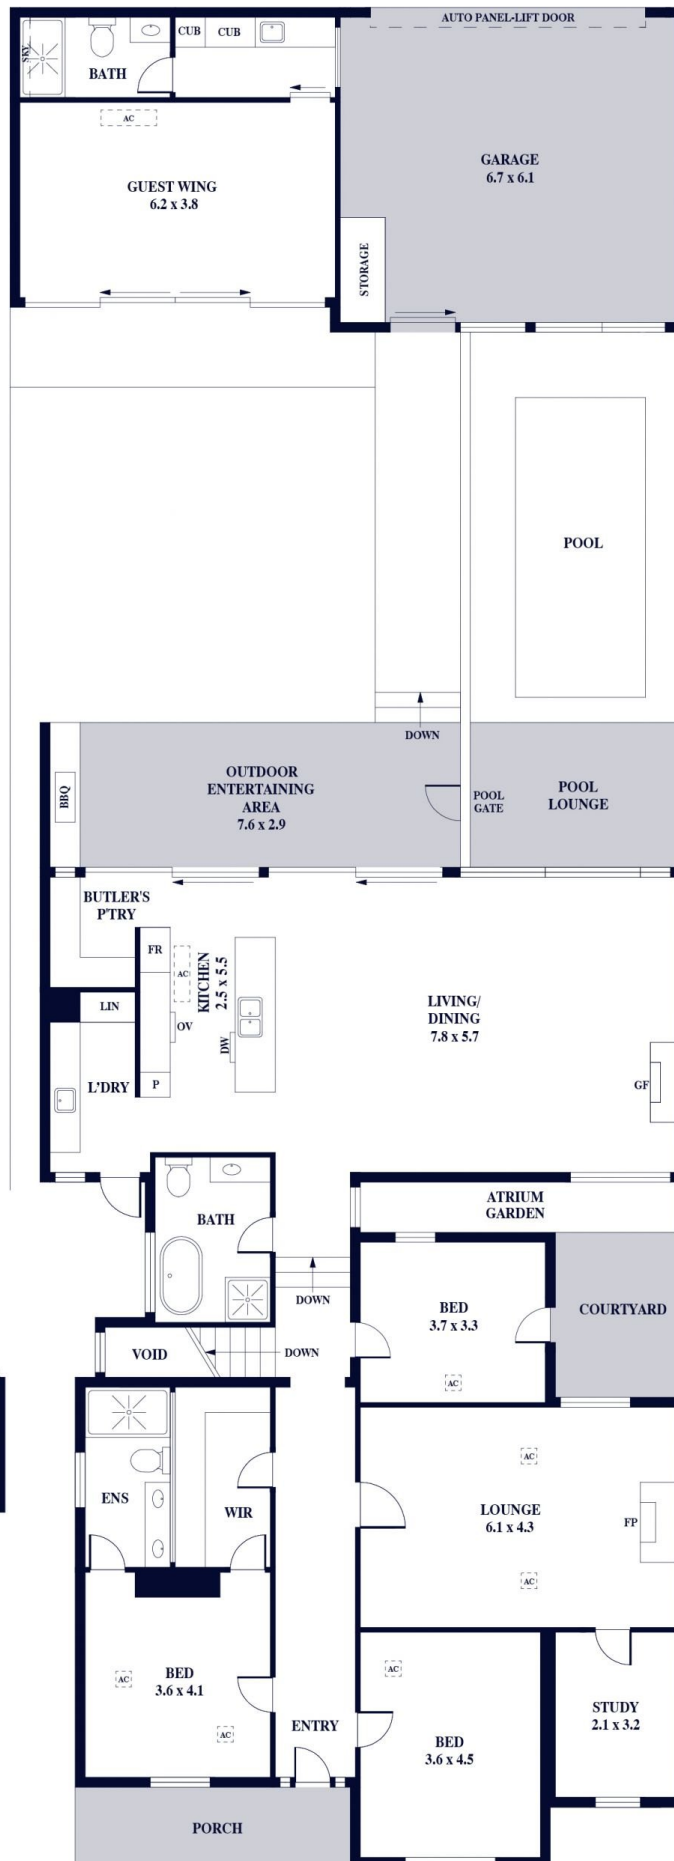 AUTO PANEL-LIFT DOOR
SKY
BATH
CUB
CUB
AC
GUEST WING
6.2 x 3.8
GARAGE
6.7 x 6.1
STORAGE
POOL
DOWN
BBQ
OUTDOOR
ENTERTAINING
AREA
7.6 x 2.9
POOL
GATE
POOL
LOUNGE
BUTLER'S
P'TRY
FR
AC
KITCHEN
2.5 x 5.5
OV
DW
P
LIN
L'DRY
LIVING/
DINING
7.8 x 5.7
GF
BATH
ATRIUM
GARDEN
DOWN
BED
3.7 x 3.3
AC
COURTYARD
VOID
DOWN
ENS
WIR
AC
LOUNGE
6.1 x 4.3
FP
AC
BED
3.6 x 4.1
AC
AC
ENTRY
AC
BED
3.6 x 4.5
STUDY
2.1 x 3.2
PORCH